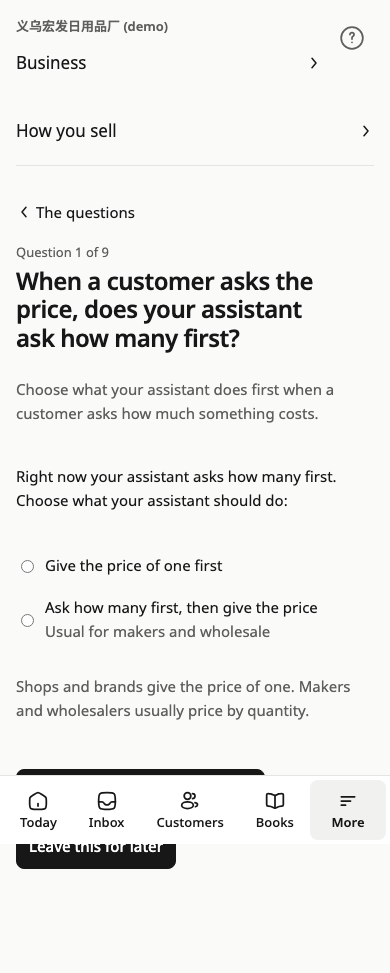 义乌宏发日用品厂 (demo)
Business
How you sell
The questions
Question 1 of 9
When a customer asks the
price, does your assistant
ask how many first?
Choose what your assistant does first when a
customer asks how much something costs.
Right now your assistant asks how many first.
Choose what your assistant should do:
Give the price of one first
Ask how many first, then give the price
Usual for makers and wholesale
Shops and brands give the price of one. Makers
and wholesalers usually price by quantity.
Today
Inbox
Customers
Books
More
Leave this for later